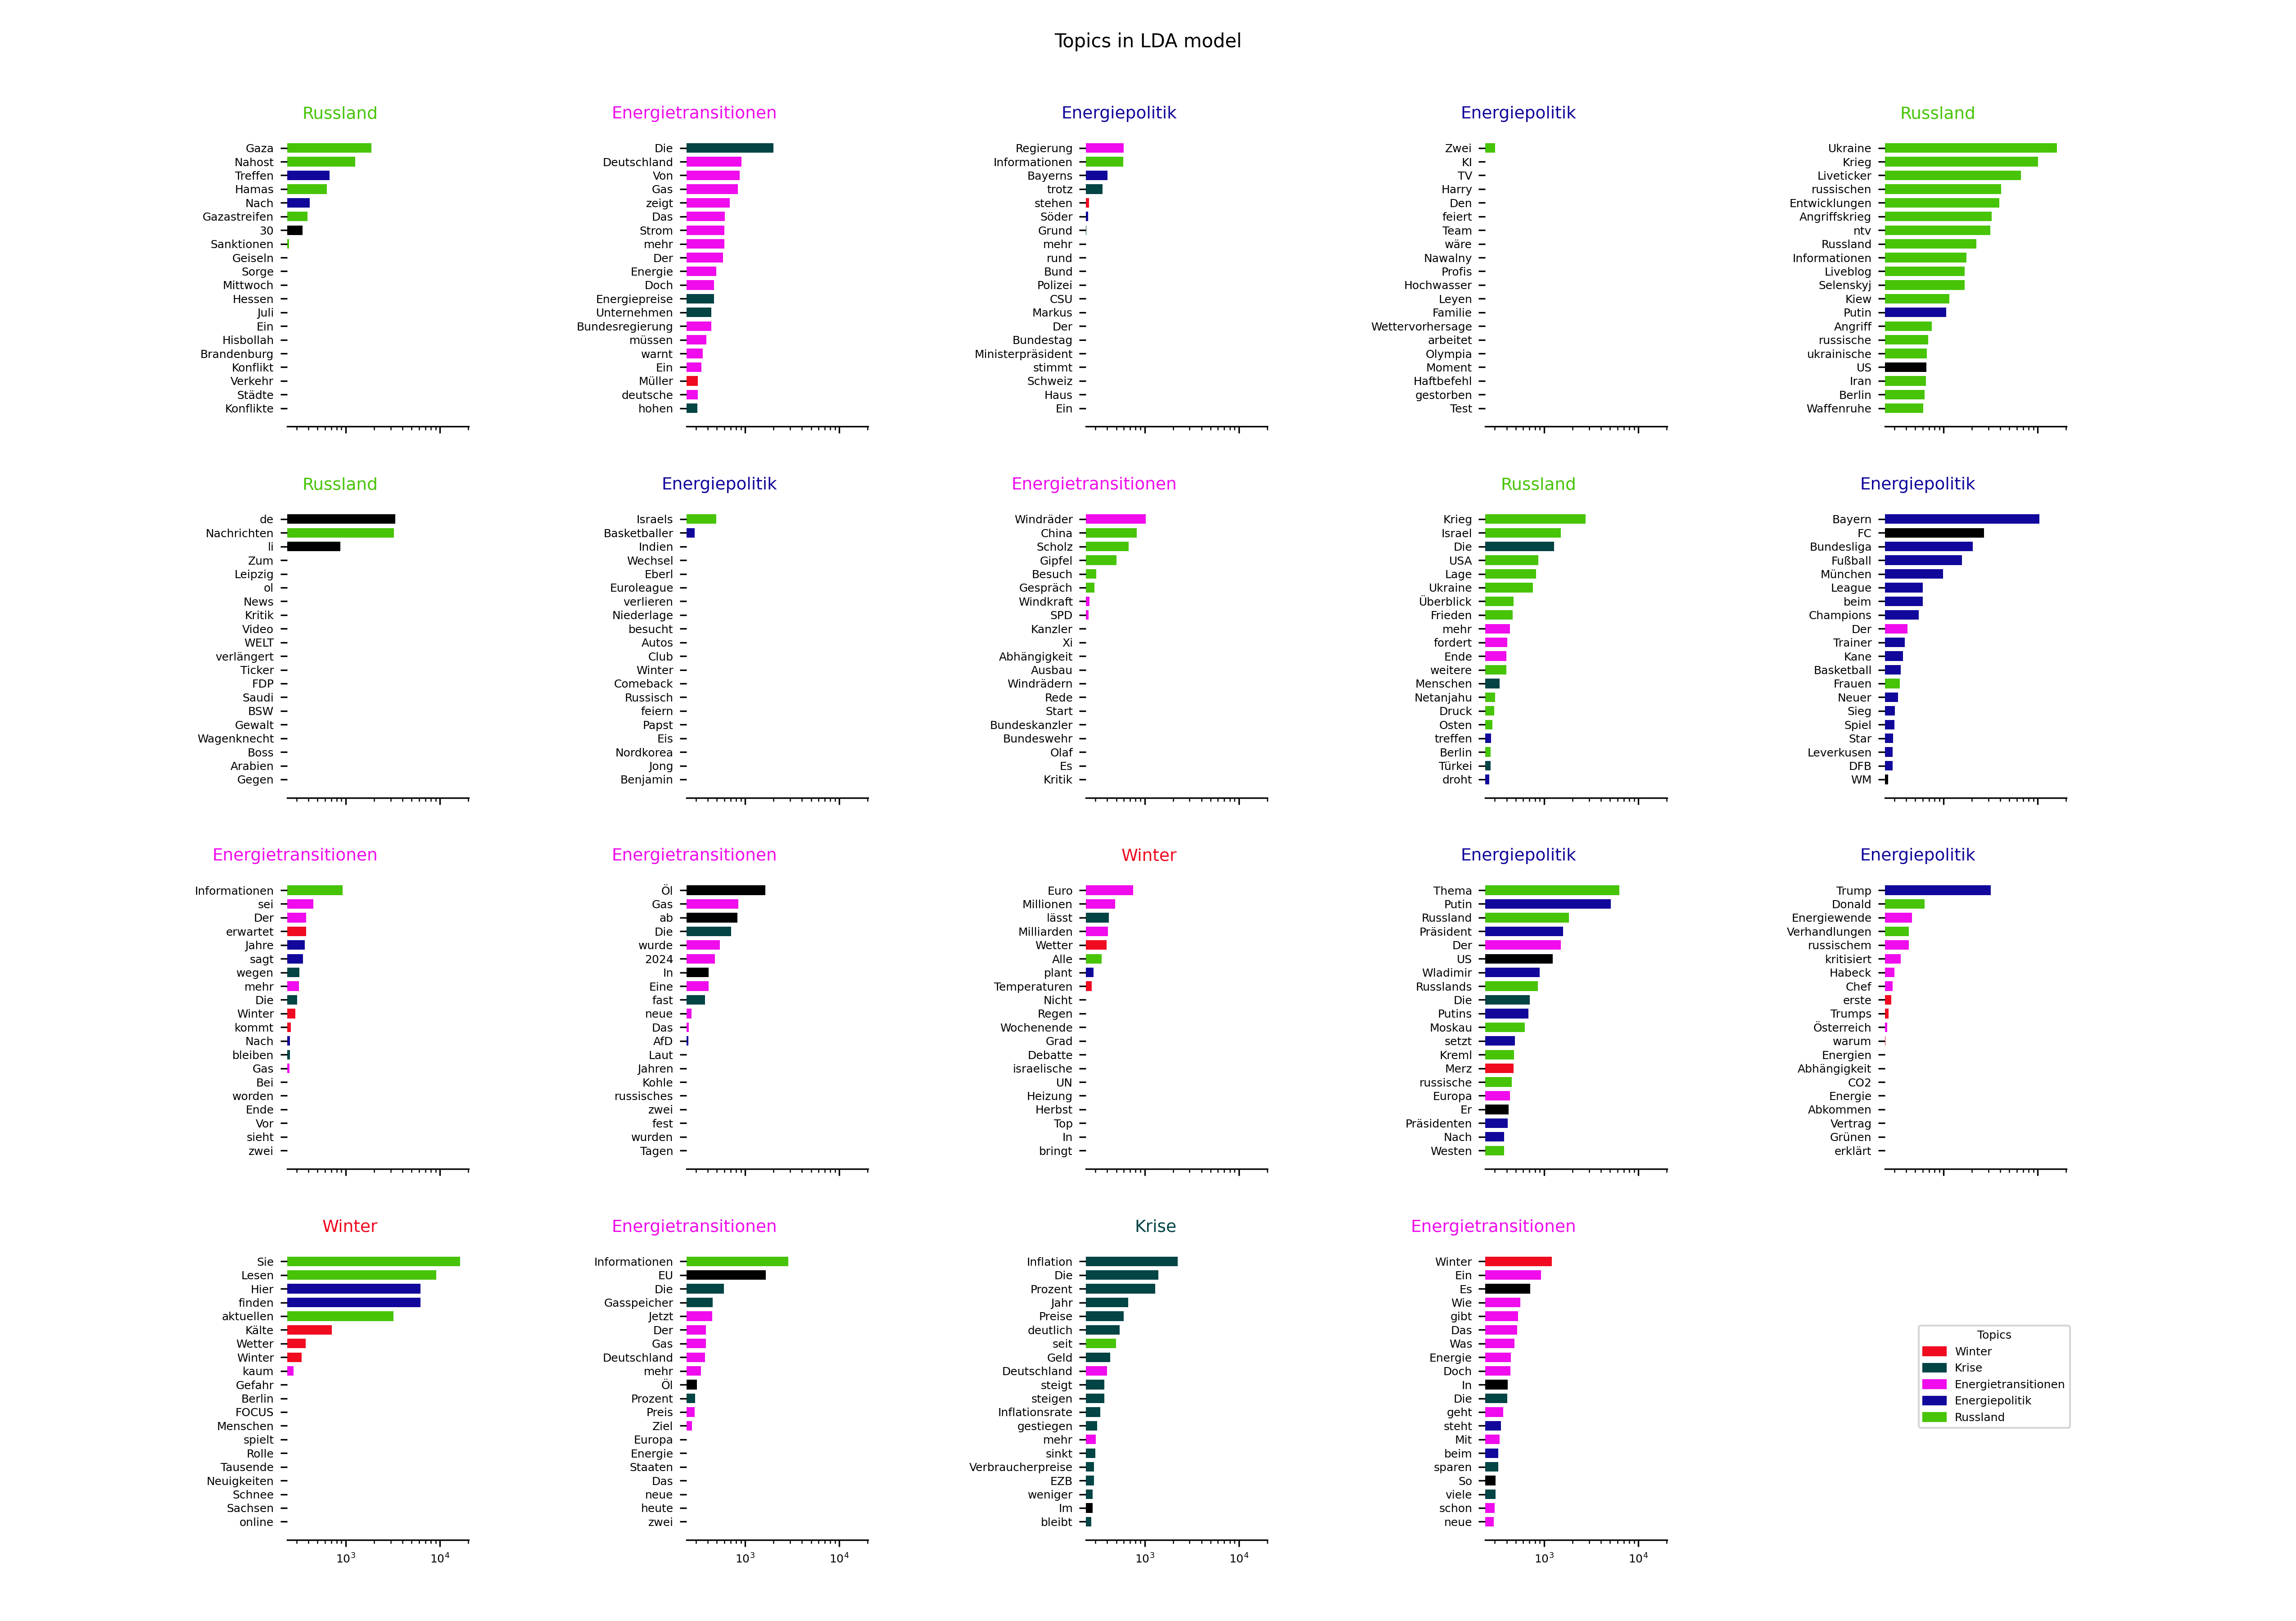 Topics in LDA model
Russland
Gaza
Nahost
Treffen
Hamas
Nach
Gazastreifen
30
Sanktionen
Geiseln
Sorge
Mittwoch
Hessen
Juli
Ein
Hisbollah
Brandenburg
Konflikt
Verkehr
Städte
Konflikte
Energietransitionen
Die
Deutschland
Von
Gas
zeigt
Das
Strom
mehr
Der
Energie
Doch
Energiepreise
Unternehmen
Bundesregierung
müssen
warnt
Ein
Müller
deutsche
hohen
Energiepolitik
Regierung
Informationen
Bayerns
trotz
stehen
Söder
Grund
mehr
rund
Bund
Polizei
CSU
Markus
Der
Bundestag
Ministerpräsident
stimmt
Schweiz
Haus
Ein
Energiepolitik
Zwei
KI
TV
Harry
Den
feiert
Team
wäre
Nawalny
Profis
Hochwasser
Leyen
Familie
Wettervorhersage
arbeitet
Olympia
Moment
Haftbefehl
gestorben
Test
Russland
Ukraine
Krieg
Liveticker
russischen
Entwicklungen
Angriffskrieg
ntv
Russland
Informationen
Liveblog
Selenskyj
Kiew
Putin
Angriff
russische
ukrainische
US
Iran
Berlin
Waffenruhe
Russland
de
Nachrichten
li
Zum
Leipzig
ol
News
Kritik
Video
WELT
verlängert
Ticker
FDP
Saudi
BSW
Gewalt
Wagenknecht
Boss
Arabien
Gegen
Energiepolitik
Israels
Basketballer
Indien
Wechsel
Eberl
Euroleague
verlieren
Niederlage
besucht
Autos
Club
Winter
Comeback
Russisch
feiern
Papst
Eis
Nordkorea
Jong
Benjamin
Energietransitionen
Windräder
China
Scholz
Gipfel
Besuch
Gespräch
Windkraft
SPD
Kanzler
Xi
Abhängigkeit
Ausbau
Windrädern
Rede
Start
Bundeskanzler
Bundeswehr
Olaf
Es
Kritik
Russland
Krieg
Israel
Die
USA
Lage
Ukraine
Überblick
Frieden
mehr
fordert
Ende
weitere
Menschen
Netanjahu
Druck
Osten
treffen
Berlin
Türkei
droht
Energiepolitik
Bayern
FC
Bundesliga
Fußball
München
League
beim
Champions
Der
Trainer
Kane
Basketball
Frauen
Neuer
Sieg
Spiel
Star
Leverkusen
DFB
WM
Energietransitionen
Informationen
sei
Der
erwartet
Jahre
sagt
wegen
mehr
Die
Winter
kommt
Nach
bleiben
Gas
Bei
worden
Ende
Vor
sieht
zwei
Energietransitionen
Öl
Gas
ab
Die
wurde
2024
In
Eine
fast
neue
Das
AfD
Laut
Jahren
Kohle
russisches
zwei
fest
wurden
Tagen
Winter
Euro
Millionen
lässt
Milliarden
Wetter
Alle
plant
Temperaturen
Nicht
Regen
Wochenende
Grad
Debatte
israelische
UN
Heizung
Herbst
Top
In
bringt
Energiepolitik
Thema
Putin
Russland
Präsident
Der
US
Wladimir
Russlands
Die
Putins
Moskau
setzt
Kreml
Merz
russische
Europa
Er
Präsidenten
Nach
Westen
Energiepolitik
Trump
Donald
Energiewende
Verhandlungen
russischem
kritisiert
Habeck
Chef
erste
Trumps
Österreich
warum
Energien
Abhängigkeit
CO2
Energie
Abkommen
Vertrag
Grünen
erklärt
Winter
Sie
Lesen
Hier
finden
aktuellen
Kälte
Wetter
Winter
kaum
Gefahr
Berlin
FOCUS
Menschen
spielt
Rolle
Tausende
Neuigkeiten
Schnee
Sachsen
online
10³ 10⁴
Energietransitionen
Informationen
EU
Die
Gasspeicher
Jetzt
Der
Gas
Deutschland
mehr
Öl
Prozent
Preis
Ziel
Europa
Energie
Staaten
Das
neue
heute
zwei
10³ 10⁴
Krise
Inflation
Die
Prozent
Jahr
Preise
deutlich
seit
Geld
Deutschland
steigt
steigen
Inflationsrate
gestiegen
mehr
sinkt
Verbraucherpreise
EZB
weniger
Im
bleibt
10³ 10⁴
Energietransitionen
Winter
Ein
Es
Wie
gibt
Das
Was
Energie
Doch
In
Die
geht
steht
Mit
beim
sparen
So
viele
schon
neue
10³ 10⁴
Topics
Winter
Krise
Energietransitionen
Energiepolitik
Russland